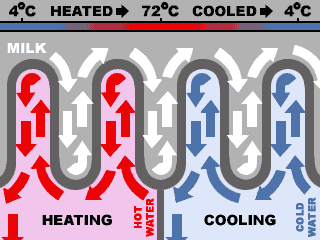 4°C HEATED → 72°C COOLED → 4°C
MILK
HEATING
HOT WATER
COOLING
COLD WATER